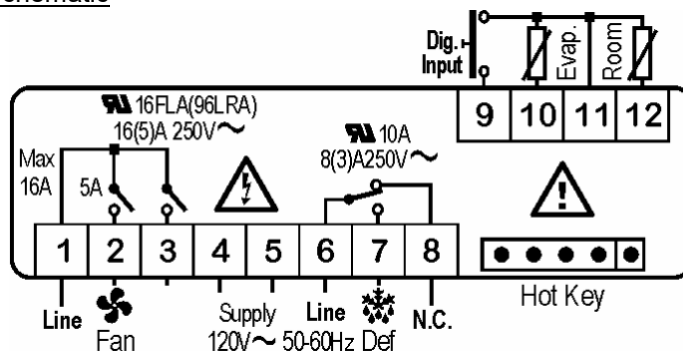 Dig.
Input
Evap.
Room
9 10 11 12
16FLA(96LRA)
16(5)A 250V~
10A
8(3)A250V~
Max
16A
5A
1 2 3 4 5 6 7 8
Line
Fan
Supply
120V~ 50-60Hz
Line
Def
N.C.
Hot Key